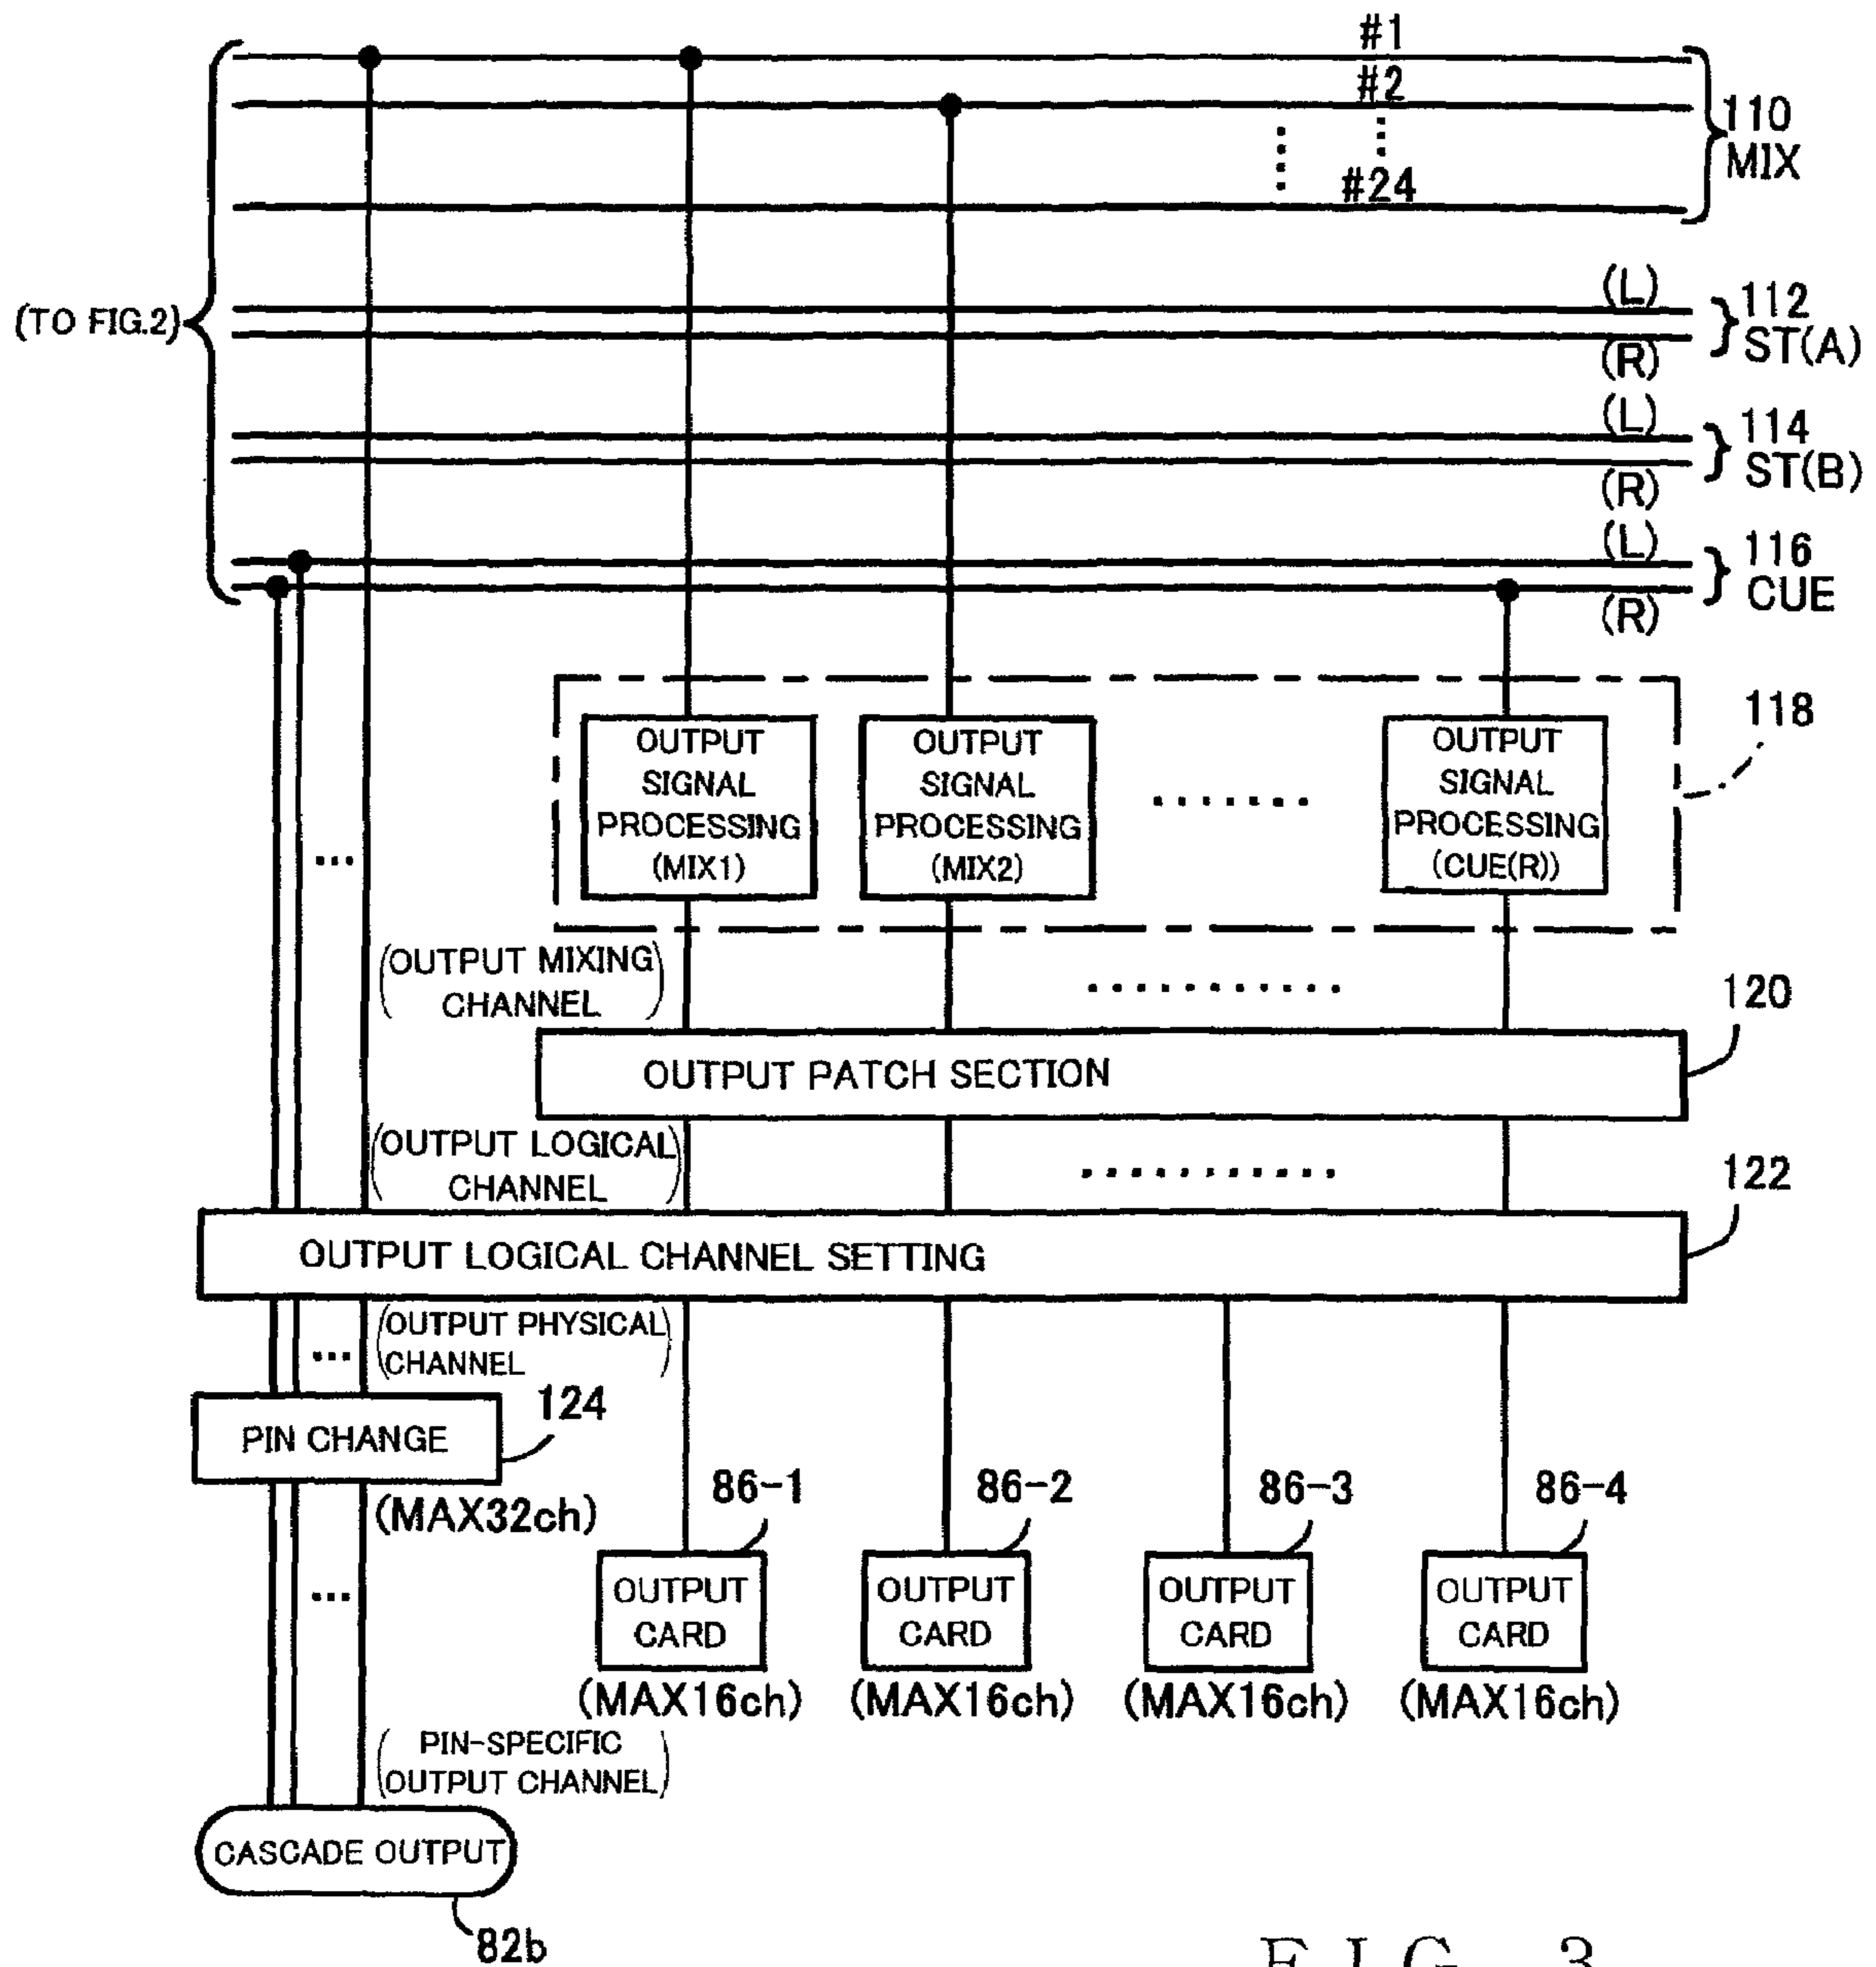 #1
#2
#24
110
MIX
(TO FIG.2)
(L)
(R)
112
ST(A)
(L)
(R)
114
ST(B)
(L)
(R)
116
CUE
118
OUTPUT
SIGNAL
PROCESSING
(MIX1)
OUTPUT
SIGNAL
PROCESSING
(MIX2)
.......
OUTPUT
SIGNAL
PROCESSING
(CUE(R))
...
(OUTPUT MIXING
CHANNEL)
...........
120
OUTPUT PATCH SECTION
(OUTPUT LOGICAL
CHANNEL)
...........
122
OUTPUT LOGICAL CHANNEL SETTING
...
(OUTPUT PHYSICAL
CHANNEL)
124
PIN CHANGE
(MAX32ch)
86-1
86-2
86-3
86-4
...
OUTPUT
CARD
OUTPUT
CARD
OUTPUT
CARD
OUTPUT
CARD
(MAX16ch)
(MAX16ch)
(MAX16ch)
(MAX16ch)
(PIN-SPECIFIC
OUTPUT CHANNEL)
CASCADE OUTPUT
82b
FIG. 3